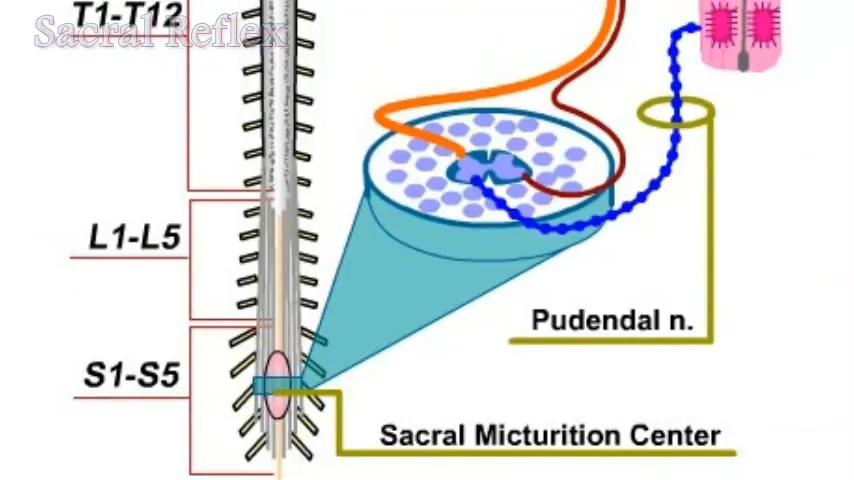 T1-T12
Sacral Reflex
L1-L5
Pudendal n.
S1-S5
Sacral Micturition Center